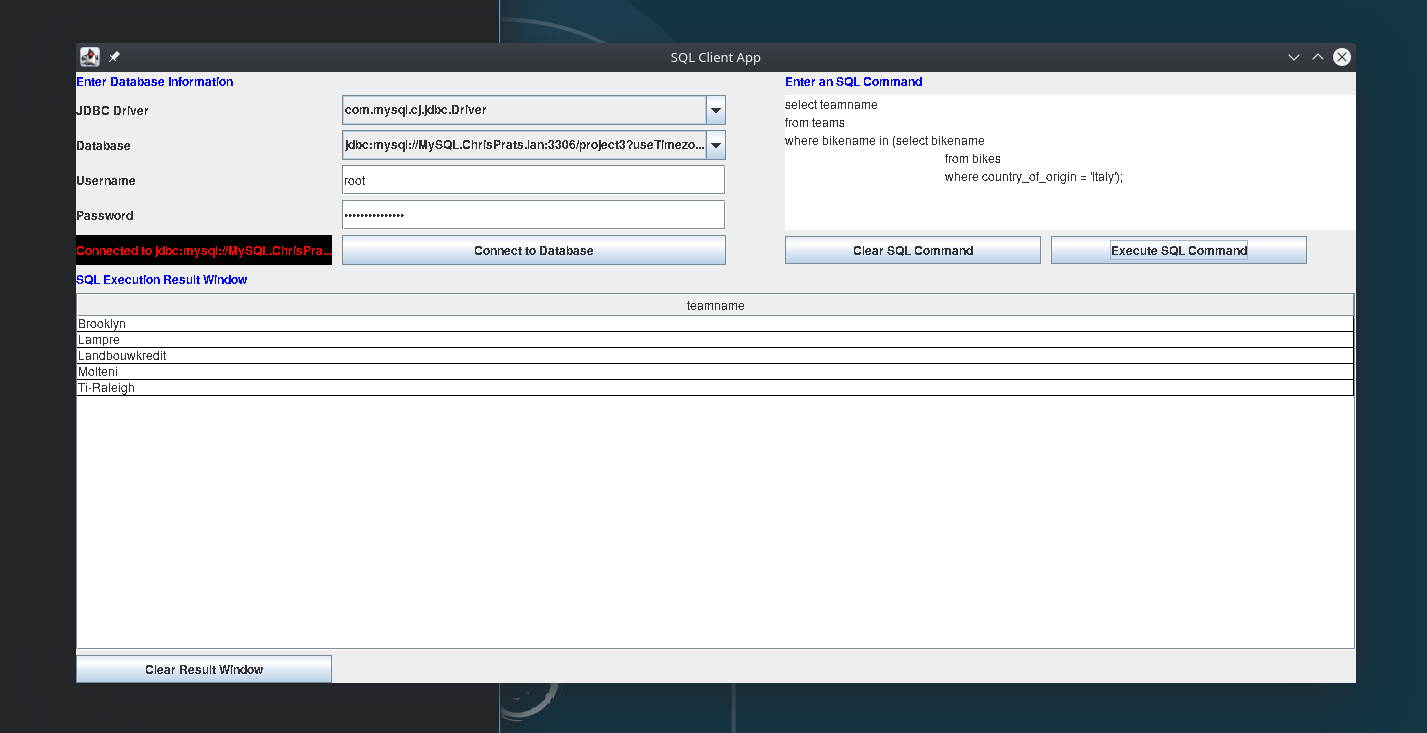 SQL Client App
Enter Database Information
JDBC Driver
com.mysql.cj.jdbc.Driver
Database
jdbc:mysql://MySQL.ChrisPrats.lan:3306/project3?useTimezo...
Username
root
Password
•••••••••••••••
Connected to jdbc:mysql://MySQL.ChrisPra...
Connect to Database
Enter an SQL Command
select teamname
from teams
where bikename in (select bikename
from bikes
where country_of_origin = 'Italy');
Clear SQL Command
Execute SQL Command
SQL Execution Result Window
teamname
Brooklyn
Lampre
Landbouwkredit
Molteni
Ti-Raleigh
Clear Result Window